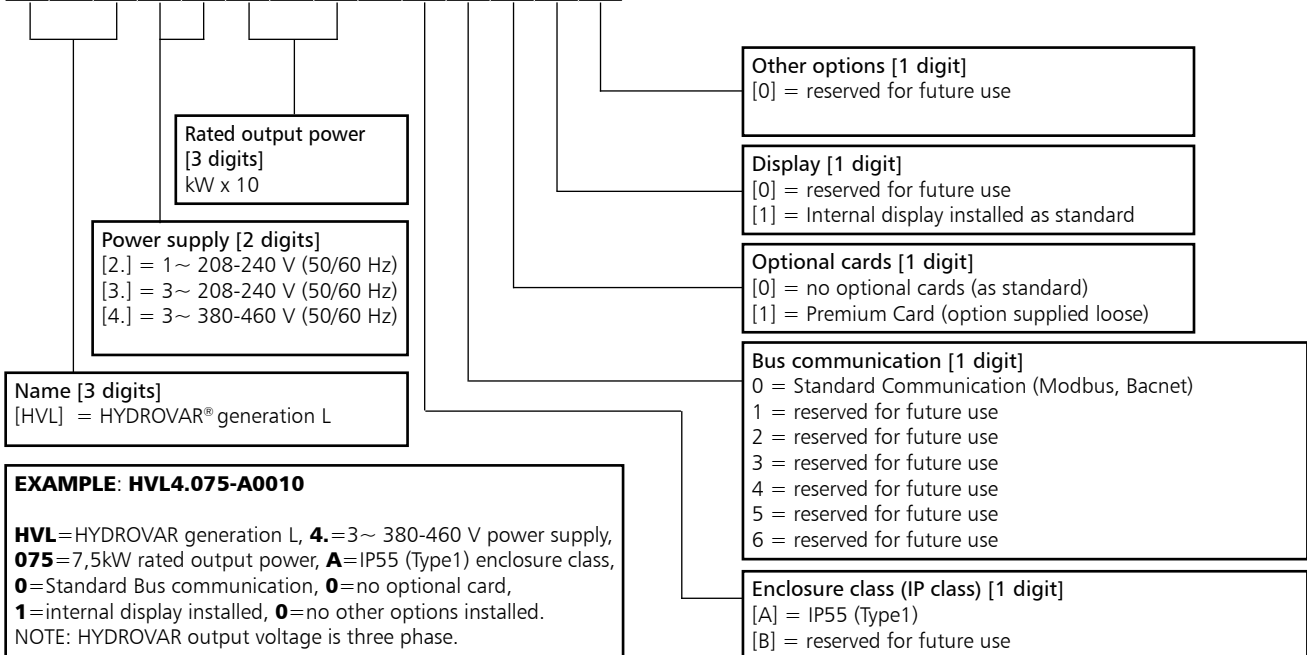 Other options [1 digit]
[0] = reserved for future use
Rated output power
[3 digits]
kW x 10
Display [1 digit]
[0] = reserved for future use
[1] = Internal display installed as standard
Power supply [2 digits]
[2.] = 1~ 208-240 V (50/60 Hz)
[3.] = 3~ 208-240 V (50/60 Hz)
[4.] = 3~ 380-460 V (50/60 Hz)
Optional cards [1 digit]
[0] = no optional cards (as standard)
[1] = Premium Card (option supplied loose)
Name [3 digits]
[HVL] = HYDROVAR® generation L
Bus communication [1 digit]
0 = Standard Communication (Modbus, Bacnet)
1 = reserved for future use
2 = reserved for future use
3 = reserved for future use
4 = reserved for future use
5 = reserved for future use
6 = reserved for future use
EXAMPLE: HVL4.075-A0010
HVL=HYDROVAR generation L, 4.=3~ 380-460 V power supply,
075=7,5kW rated output power, A=IP55 (Type1) enclosure class,
0=Standard Bus communication, 0=no optional card,
1=internal display installed, 0=no other options installed.
NOTE: HYDROVAR output voltage is three phase.
Enclosure class (IP class) [1 digit]
[A] = IP55 (Type1)
[B] = reserved for future use